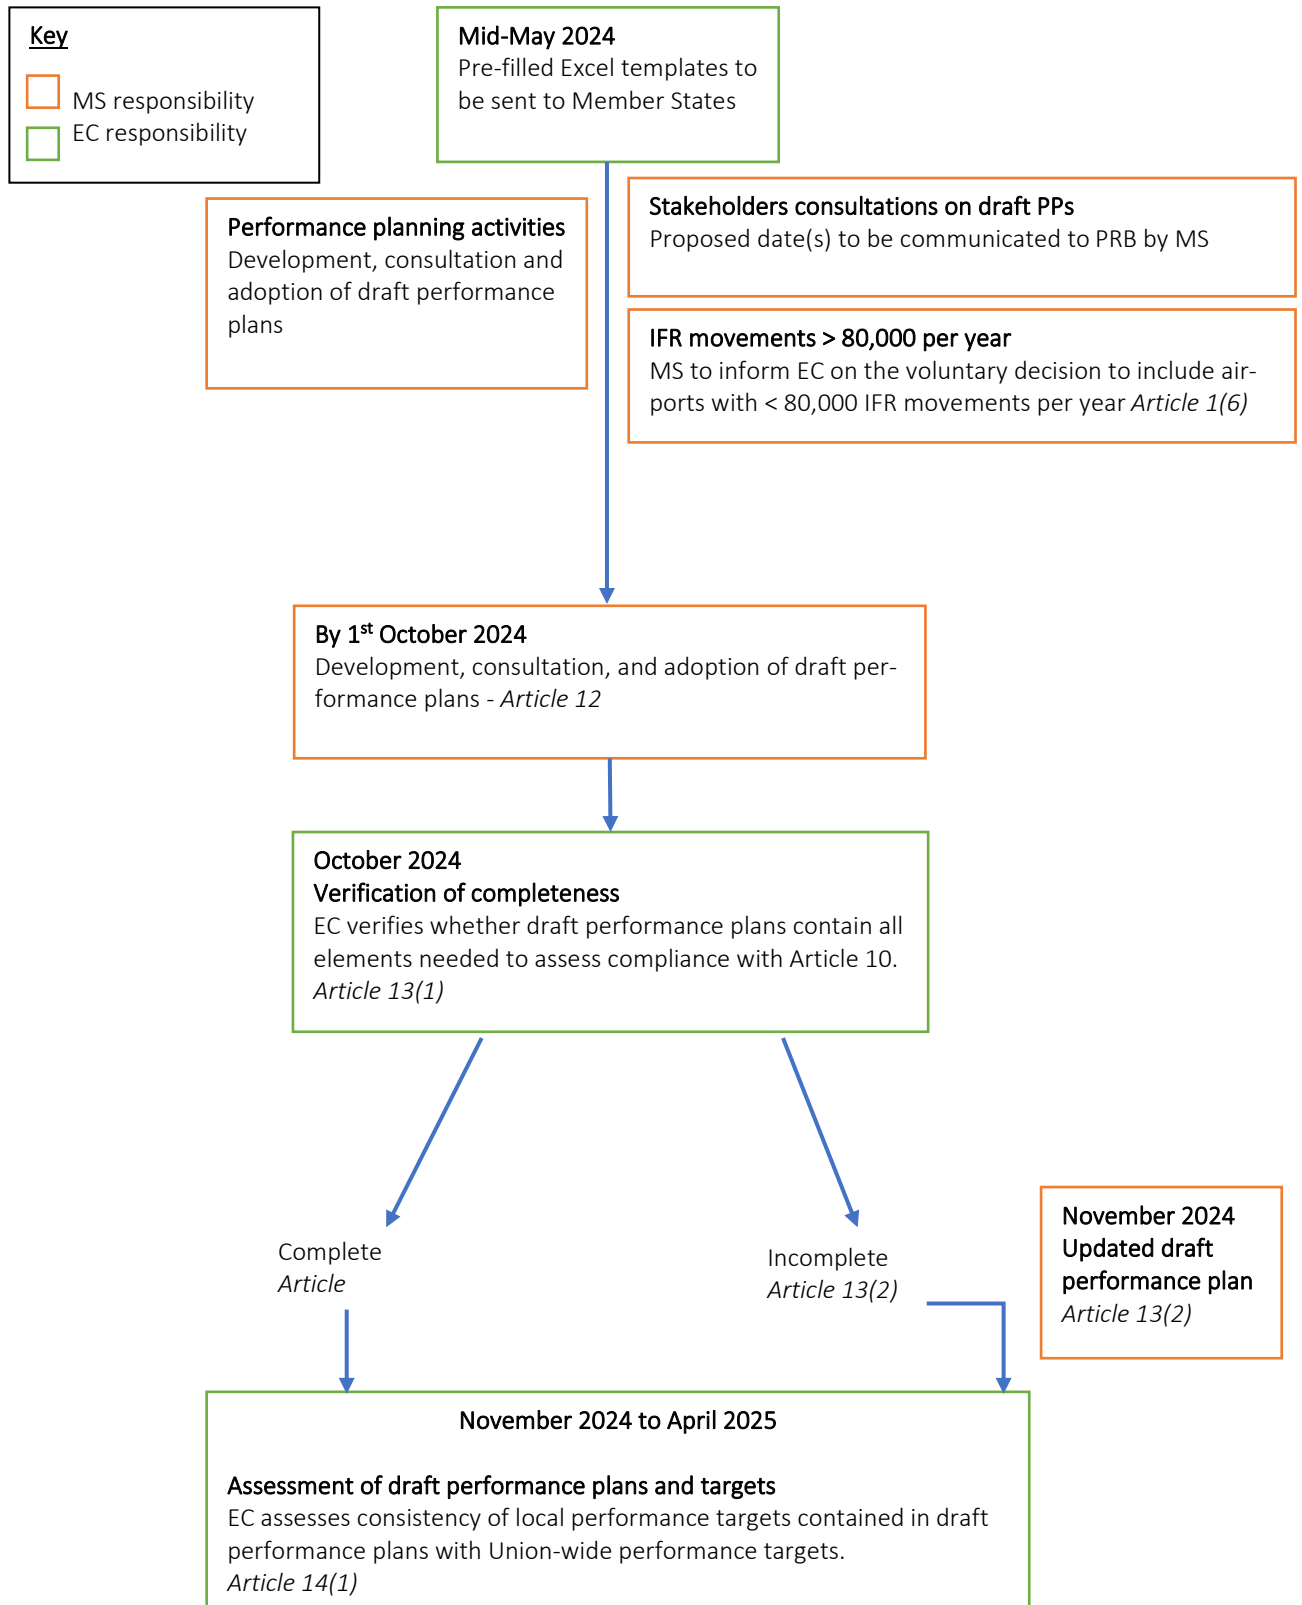 Key
MS responsibility
EC responsibility
Mid-May 2024
Pre-filled Excel templates to
be sent to Member States
Performance planning activities
Development, consultation and
adoption of draft performance
plans
Stakeholders consultations on draft PPs
Proposed date(s) to be communicated to PRB by MS
IFR movements > 80,000 per year
MS to inform EC on the voluntary decision to include air-
ports with < 80,000 IFR movements per year Article 1(6)
By 1st October 2024
Development, consultation, and adoption of draft per-
formance plans - Article 12
October 2024
Verification of completeness
EC verifies whether draft performance plans contain all
elements needed to assess compliance with Article 10.
Article 13(1)
Complete
Article
Incomplete
Article 13(2)
November 2024
Updated draft
performance plan
Article 13(2)
November 2024 to April 2025
Assessment of draft performance plans and targets
EC assesses consistency of local performance targets contained in draft
performance plans with Union-wide performance targets.
Article 14(1)